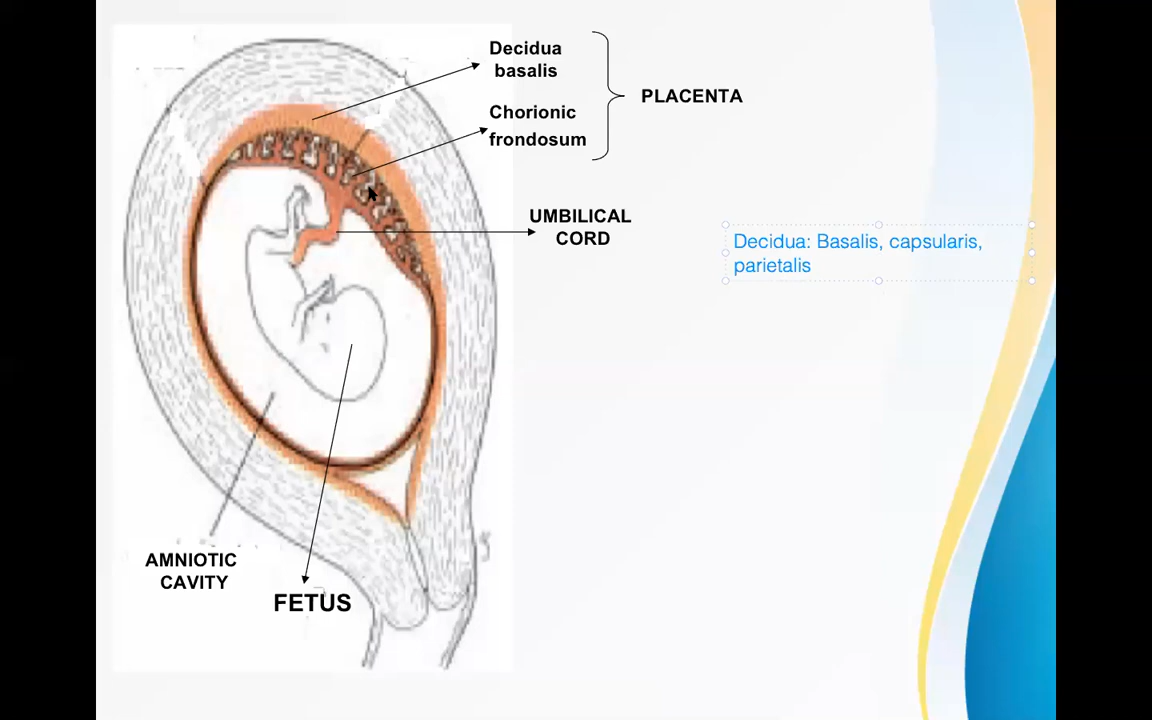 Decidua
basalis
Chorionic
frondosum
PLACENTA
UMBILICAL
CORD
Decidua: Basalis, capsularis,
parietalis
AMNIOTIC
CAVITY
FETUS